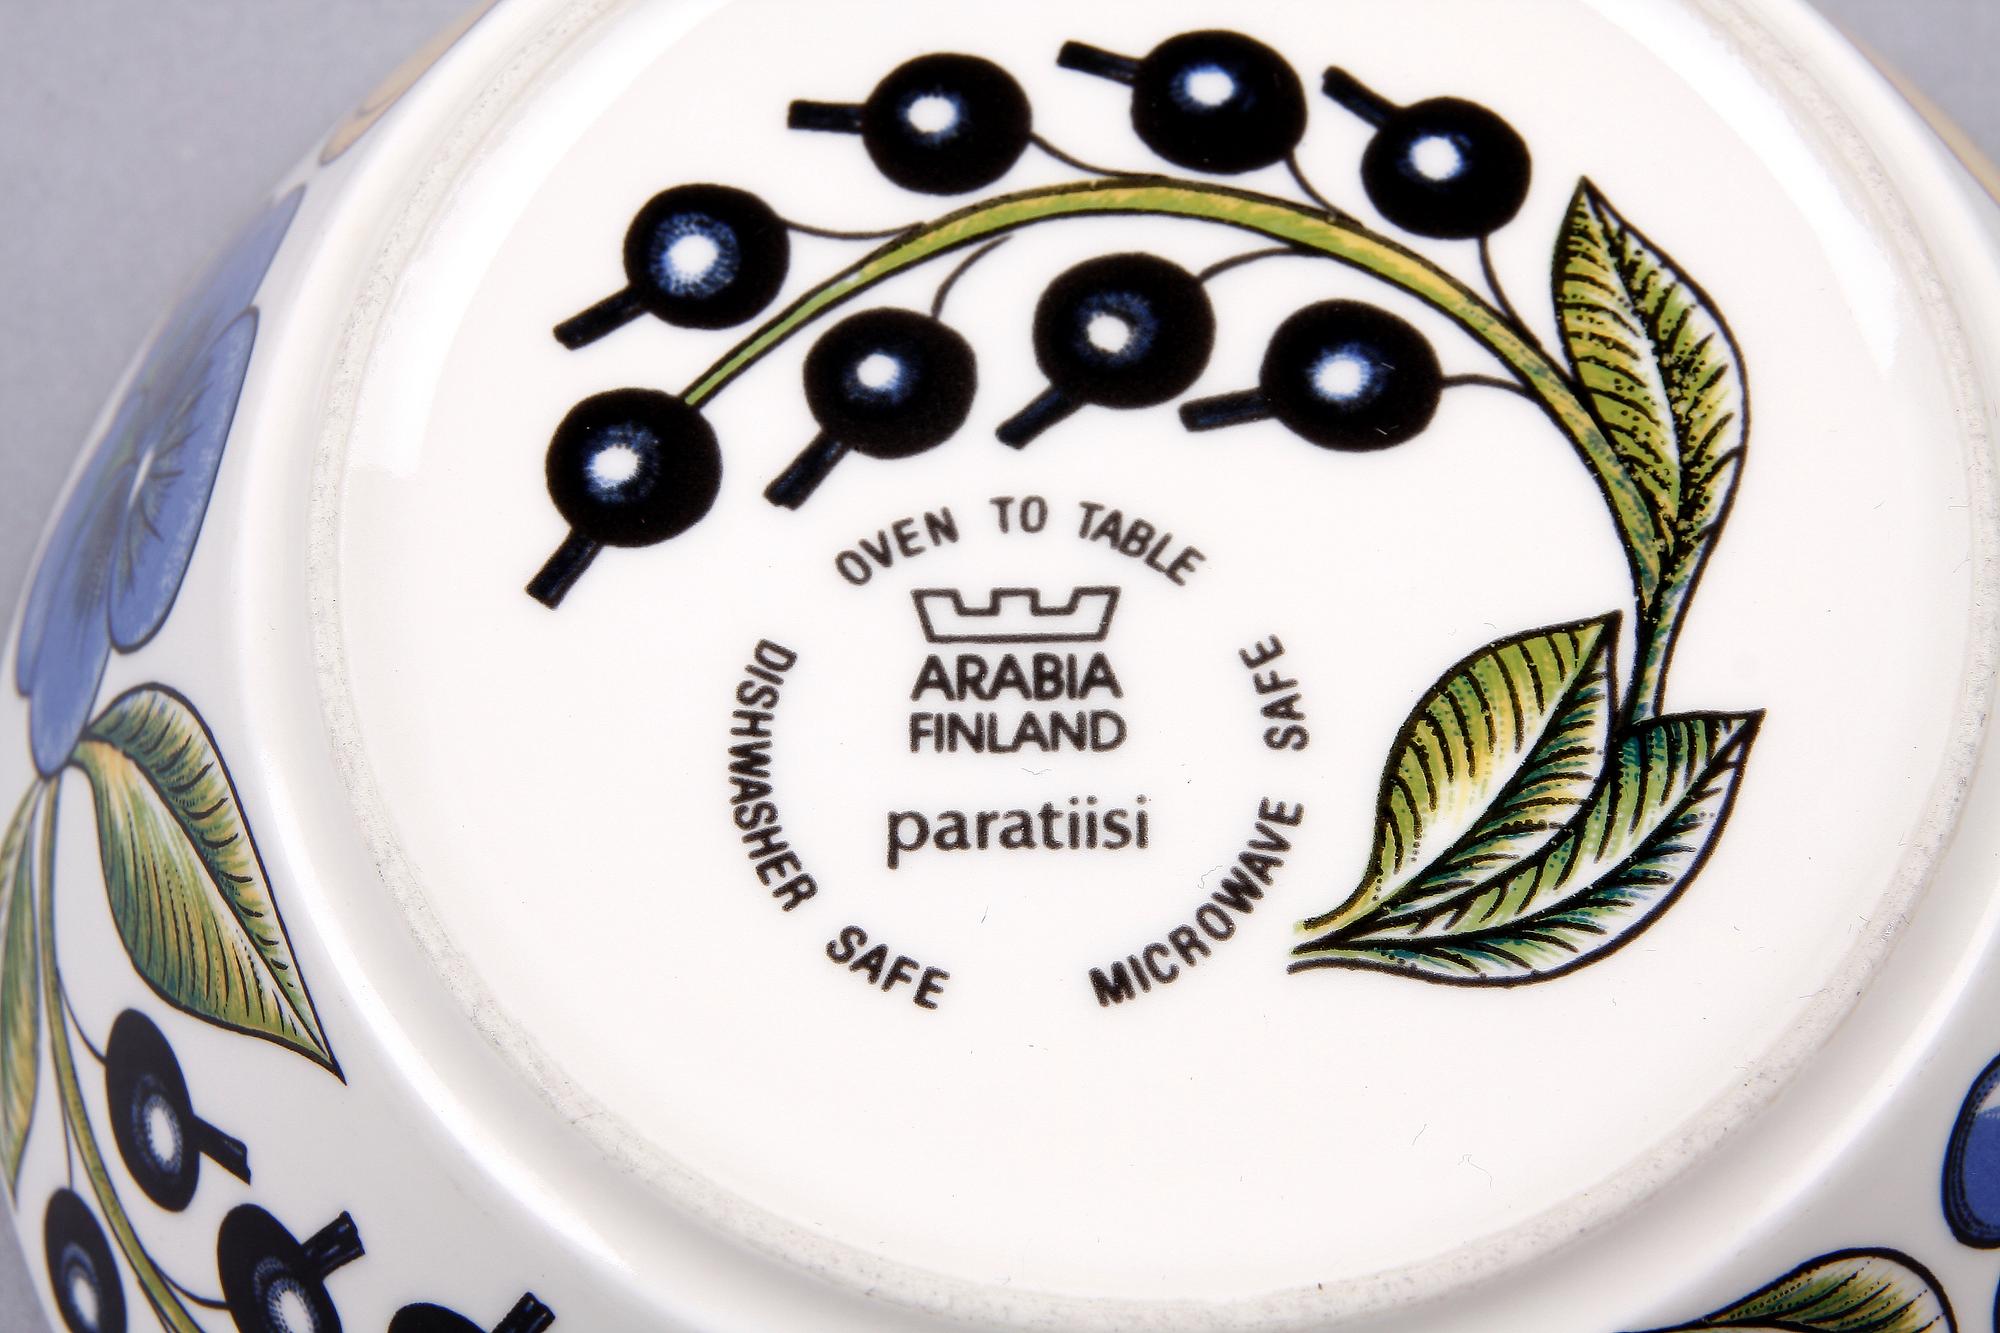 OVEN TO TABLE
ARABIA
FINLAND
paratiisi
DISHWASHER SAFE
MICROWAVE SAFE